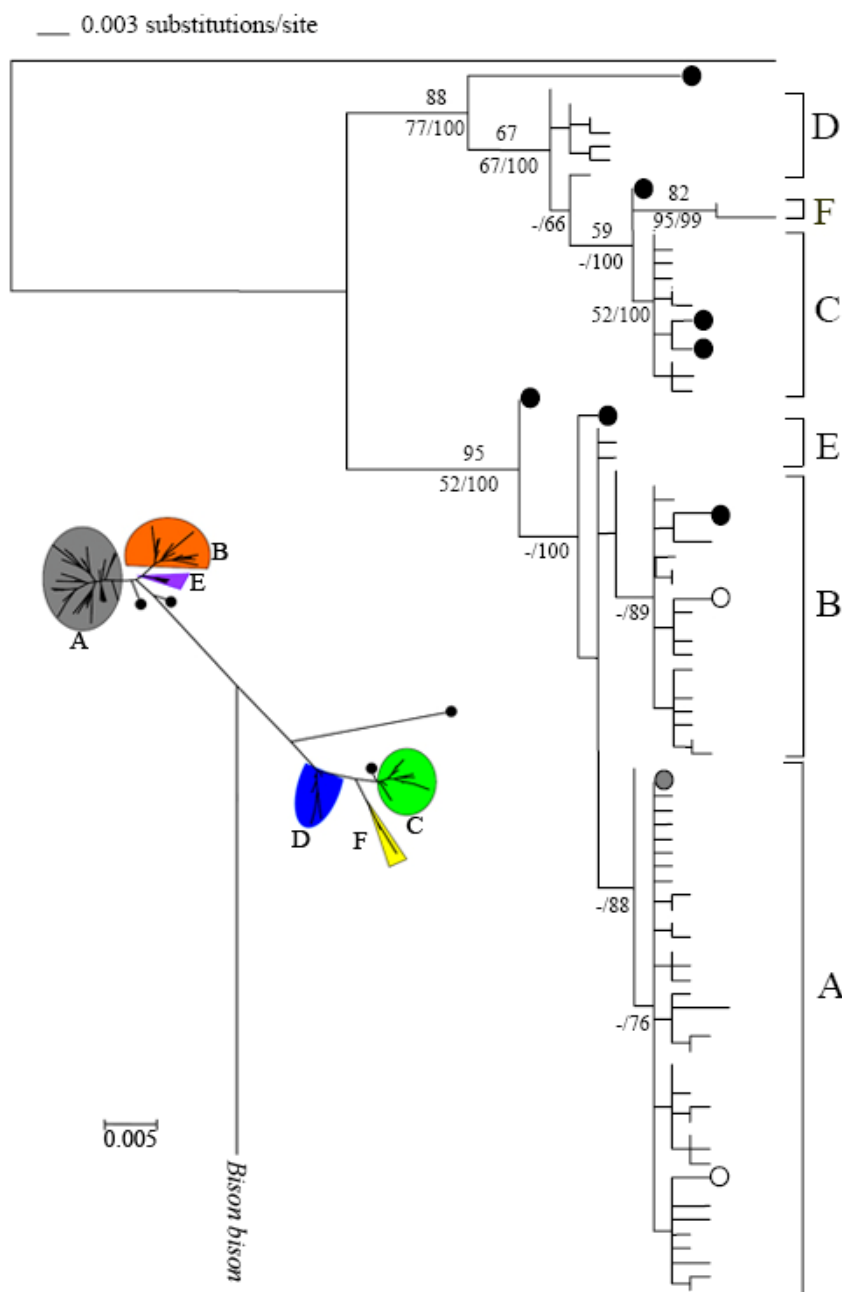 0.003 substitutions/site
88
77/100
D
67
67/100
82
F
95/99
-/66
59
-/100
C
52/100
95
52/100
E
-/100
B
B
E
A
-/89
D
F
C
-/88
A
-/76
0.005
Bison bison